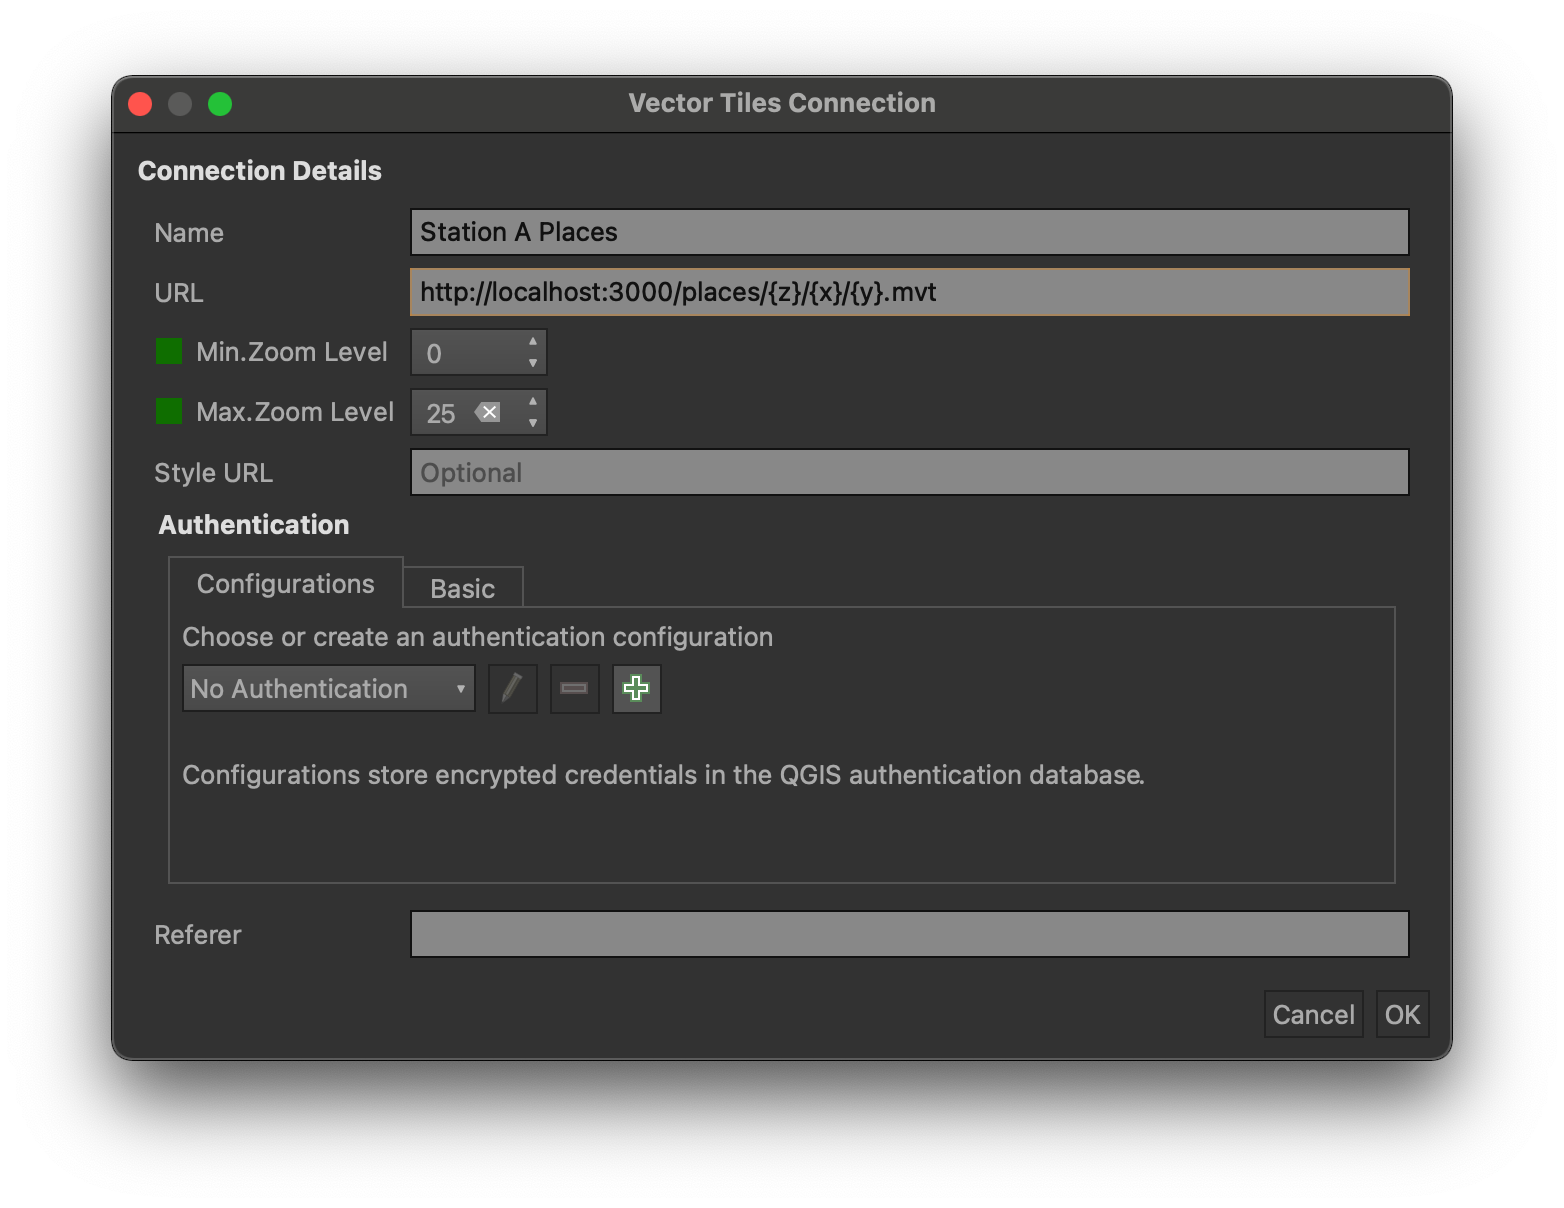 Vector Tiles Connection
Connection Details
Name Station A Places
URL http://localhost:3000/places/{z}/{x}/{y}.mvt
Min.Zoom Level 0
Max.Zoom Level 25
Style URL Optional
Authentication
Configurations Basic
Choose or create an authentication configuration
No Authentication
Configurations store encrypted credentials in the QGIS authentication database.
Referer
Cancel OK